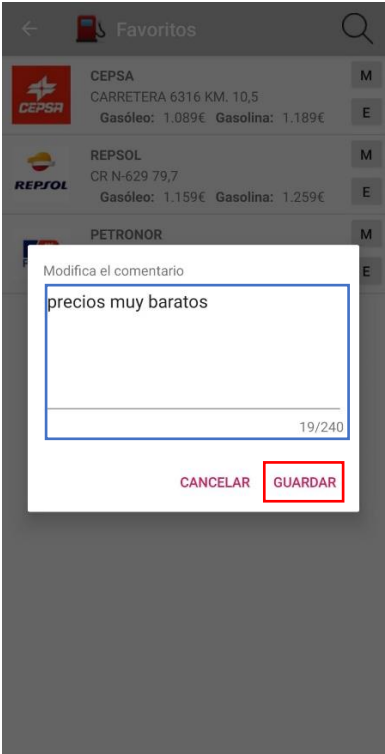 Favoritos
CEPSA
CEPSA
M
CARRETERA 6316 KM. 10,5
Gasóleo: 1.089€ Gasolina: 1.189€
E
REPSOL
REPSOL
M
CR N-629 79,7
Gasóleo: 1.159€ Gasolina: 1.259€
E
PETRONOR
M
E
Modifica el comentario
precios muy baratos
19/240
CANCELAR GUARDAR